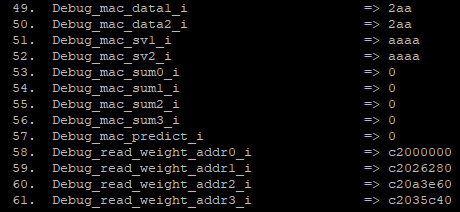 49. Debug_mac_data1_i => 2aa
50. Debug_mac_data2_i => 2aa
51. Debug_mac_sv1_i => aaaa
52. Debug_mac_sv2_i => aaaa
53. Debug_mac_sum0_i => 0
54. Debug_mac_sum1_i => 0
55. Debug_mac_sum2_i => 0
56. Debug_mac_sum3_i => 0
57. Debug_mac_predict_i => 0
58. Debug_read_weight_addr0_i => c2000000
59. Debug_read_weight_addr1_i => c2026280
60. Debug_read_weight_addr2_i => c20a3e60
61. Debug_read_weight_addr3_i => c2035c40